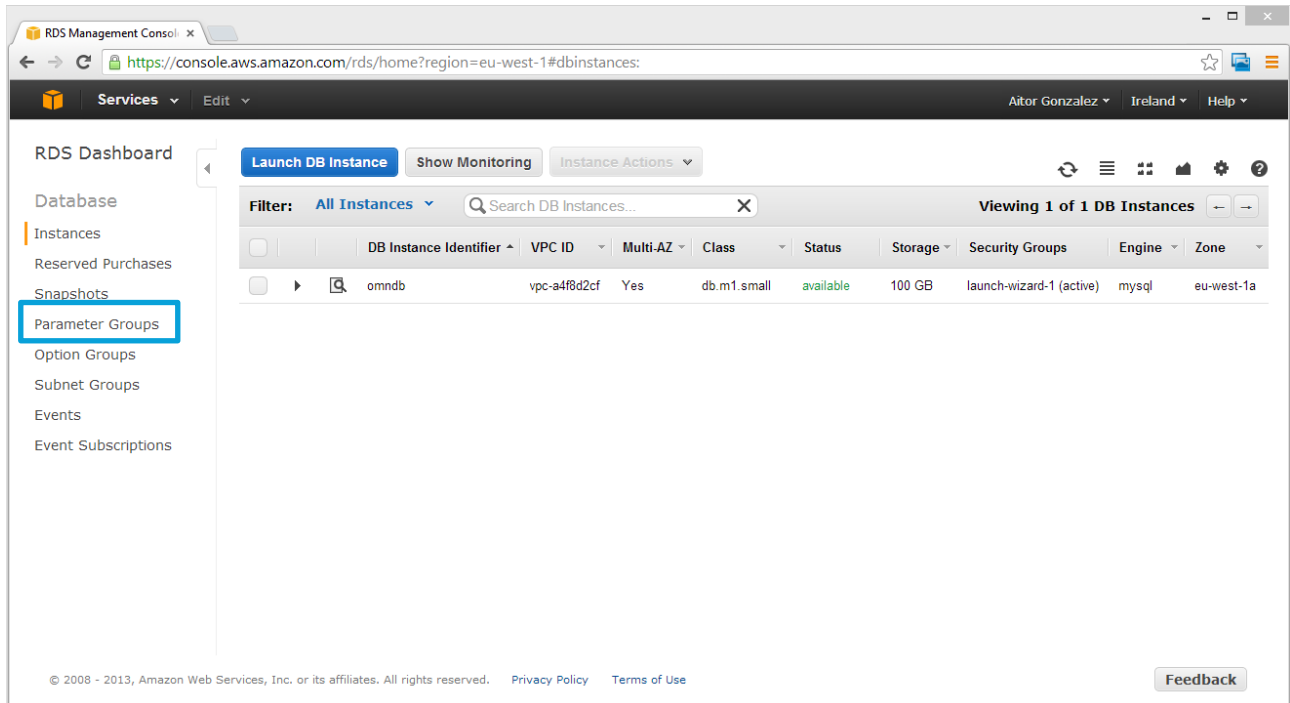 RDS Management Consol
https://console.aws.amazon.com/rds/home?region=eu-west-1#dbinstances:
Services Edit Aitor Gonzalez Ireland Help
RDS Dashboard
Database
Instances
Reserved Purchases
Snapshots
Parameter Groups
Option Groups
Subnet Groups
Events
Event Subscriptions
Launch DB Instance Show Monitoring Instance Actions
Filter: All Instances Search DB Instances... Viewing 1 of 1 DB Instances
DB Instance Identifier VPC ID Multi-AZ Class Status Storage Security Groups Engine Zone
omndb vpc-a4f8d2cf Yes db.m1.small available 100 GB launch-wizard-1 (active) mysql eu-west-1a
© 2008 - 2013, Amazon Web Services, Inc. or its affiliates. All rights reserved. Privacy Policy Terms of Use Feedback